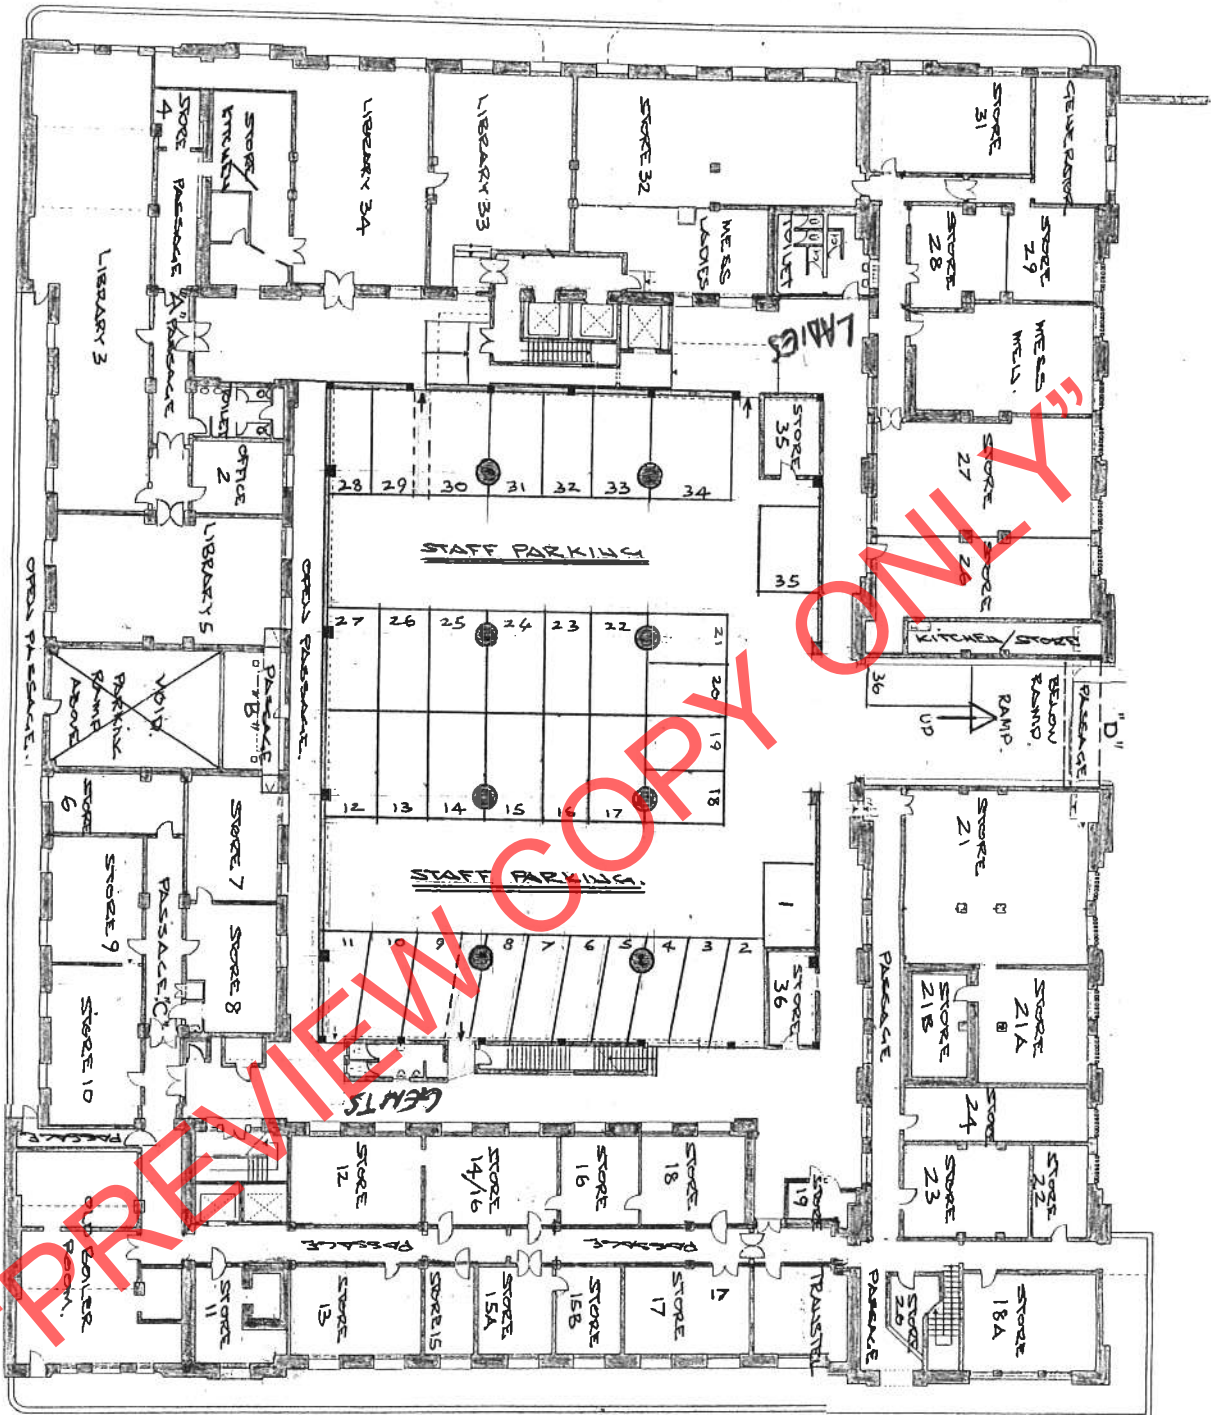 STORE
31
GENERATOR
STORE
4
STORE/
KITCHEN
LIBRARY 34
LIBRARY 33
STORE 32
PASSAGE "A"
PASSAGE
LIBRARY 3
MESS
LADIES
TOILET
STORE
28
STORE
29
LADIES
MESS
TOILET
OFFICE
2
STORE
35
STORE
27
28
29
30
31
32
33
34
STAFF PARKING
35
STORE
26
LIBRARY 5
OPEN PASSAGE.
OPEN PASSAGE.
27
26
25
24
23
22
21
20
19
18
KITCHEN/STORE
36
RAMP.
UP
BELOW
RAMP.
PASSAGE
"D"
VOID.
PARKING
RAMP
ABOVE
PASSAGE
"B"
12
13
14
15
16
17
STORE
6
STORE 7
STORE
21
STAFF PARKING.
1
STORE 9
PASSAGE "C"
STORE 8
11
10
9
8
7
6
5
4
3
2
STORE
36
PASSAGE
STORE
21B
STORE
21A
STORE 10
GENTS
STORE
24
PASSAGE
STORE
12
STORE
14/16
STORE
16
STORE
18
STORE
19
STORE
23
STORE
22
OLD BOILER
ROOM.
PASSAGE
PASSAGE
STORE
11
STORE
13
STORE 15
STORE
15A
STORE
15B
STORE
17
17
TRANSTEL
PASSAGE
STORE
20
STORE
18A
"PREVIEW COPY ONLY"